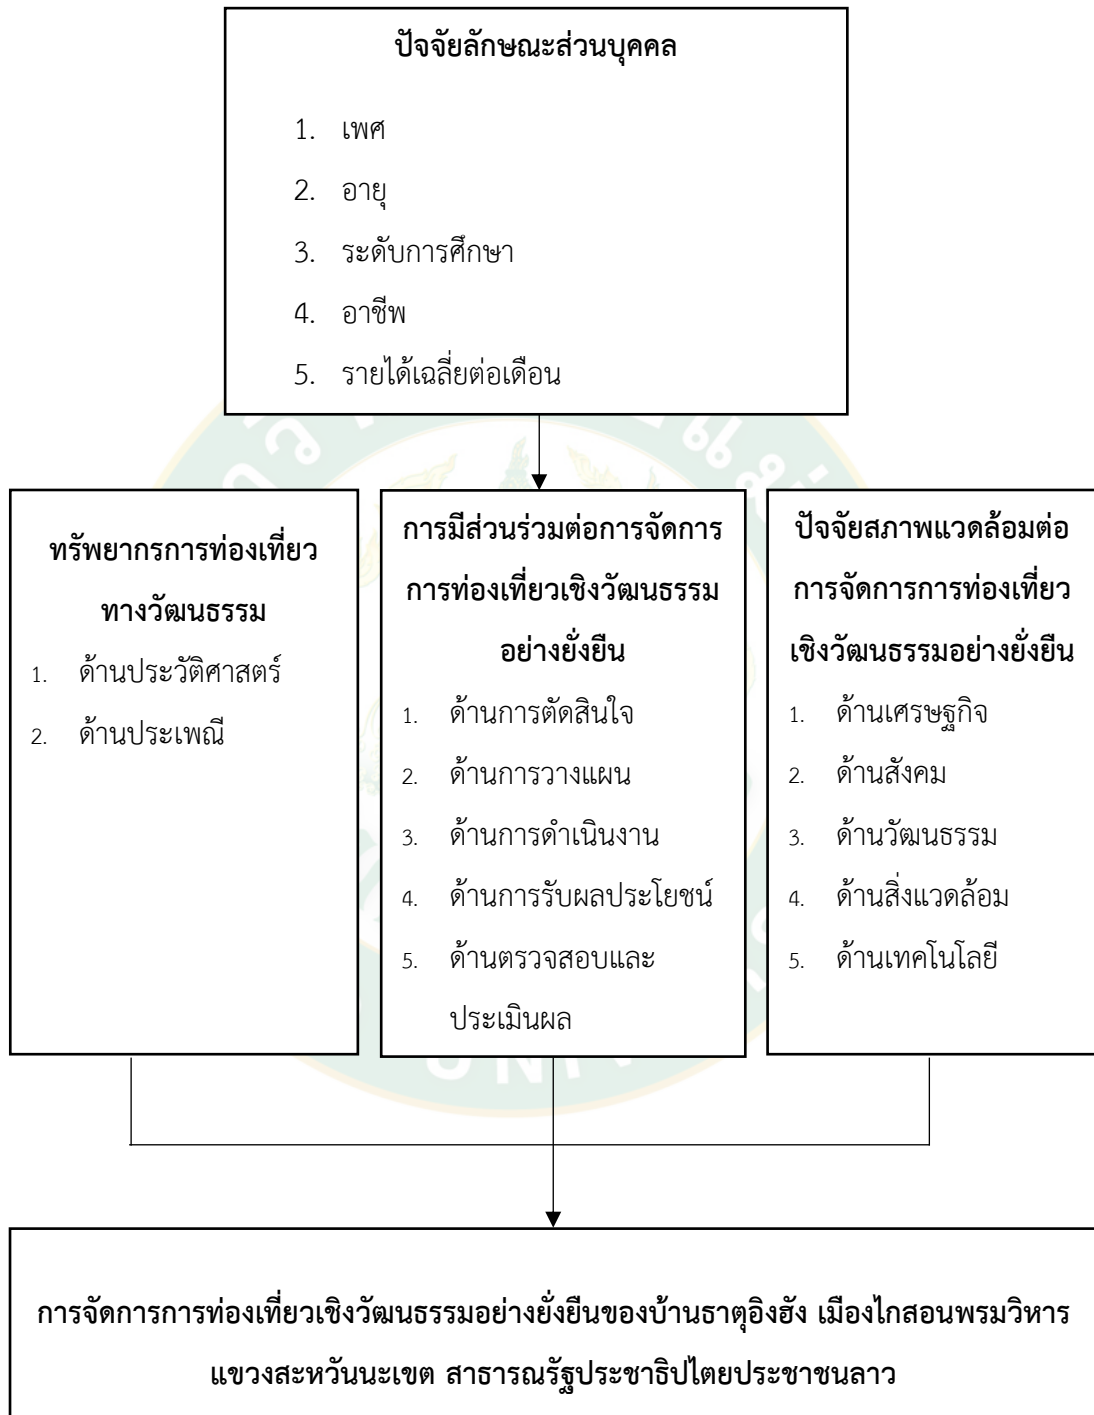 ปัจจัยลักษณะส่วนบุคคล
1. เพศ
2. อายุ
3. ระดับการศึกษา
4. อาชีพ
5. รายได้เฉลี่ยต่อเดือน
ทรัพยากรการท่องเที่ยว
ทางวัฒนธรรม
1. ด้านประวัติศาสตร์
2. ด้านประเพณี
การมีส่วนร่วมต่อการจัดการ
การท่องเที่ยวเชิงวัฒนธรรม
อย่างยั่งยืน
1. ด้านการตัดสินใจ
2. ด้านการวางแผน
3. ด้านการดำเนินงาน
4. ด้านการรับผลประโยชน์
5. ด้านตรวจสอบและ
ประเมินผล
ปัจจัยสภาพแวดล้อมต่อ
การจัดการการท่องเที่ยว
เชิงวัฒนธรรมอย่างยั่งยืน
1. ด้านเศรษฐกิจ
2. ด้านสังคม
3. ด้านวัฒนธรรม
4. ด้านสิ่งแวดล้อม
5. ด้านเทคโนโลยี
การจัดการการท่องเที่ยวเชิงวัฒนธรรมอย่างยั่งยืนของบ้านธาตุอิงฮัง เมืองไกสอนพรมวิหาร
แขวงสะหวันนะเขต สาธารณรัฐประชาธิปไตยประชาชนลาว